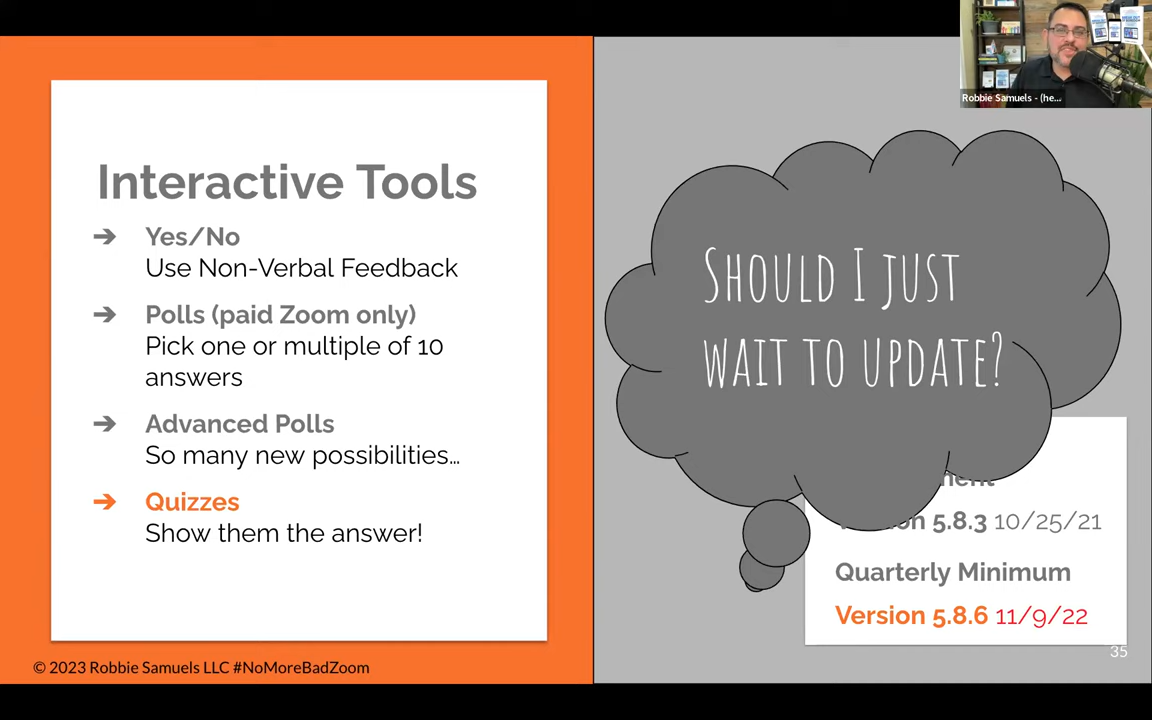 Robbie Samuels - (he...
Interactive Tools
➔ Yes/No
Use Non-Verbal Feedback
➔ Polls (paid Zoom only)
Pick one or multiple of 10
answers
➔ Advanced Polls
So many new possibilities…
➔ Quizzes
Show them the answer!
© 2023 Robbie Samuels LLC #NoMoreBadZoom
Should I just
wait to update?
5.8.3 10/25/21
Quarterly Minimum
Version 5.8.6 11/9/22
35